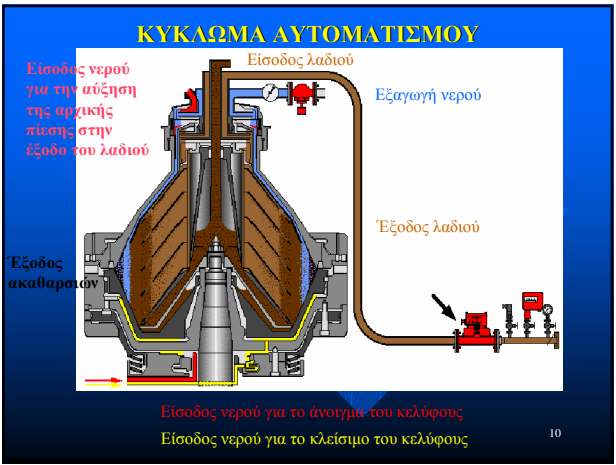 ΚΥΚΛΩΜΑ ΑΥΤΟΜΑΤΙΣΜΟΥ
Είσοδος λαδιού
Είσοδος νερού
για την αύξηση
της αρχικής
πίεσης στην
έξοδο του λαδιού
Εξαγωγή νερού
Έξοδος λαδιού
Έξοδος
ακαθαρσιών
Είσοδος νερού για το άνοιγμα του κελύφους
Είσοδος νερού για το κλείσιμο του κελύφους
10